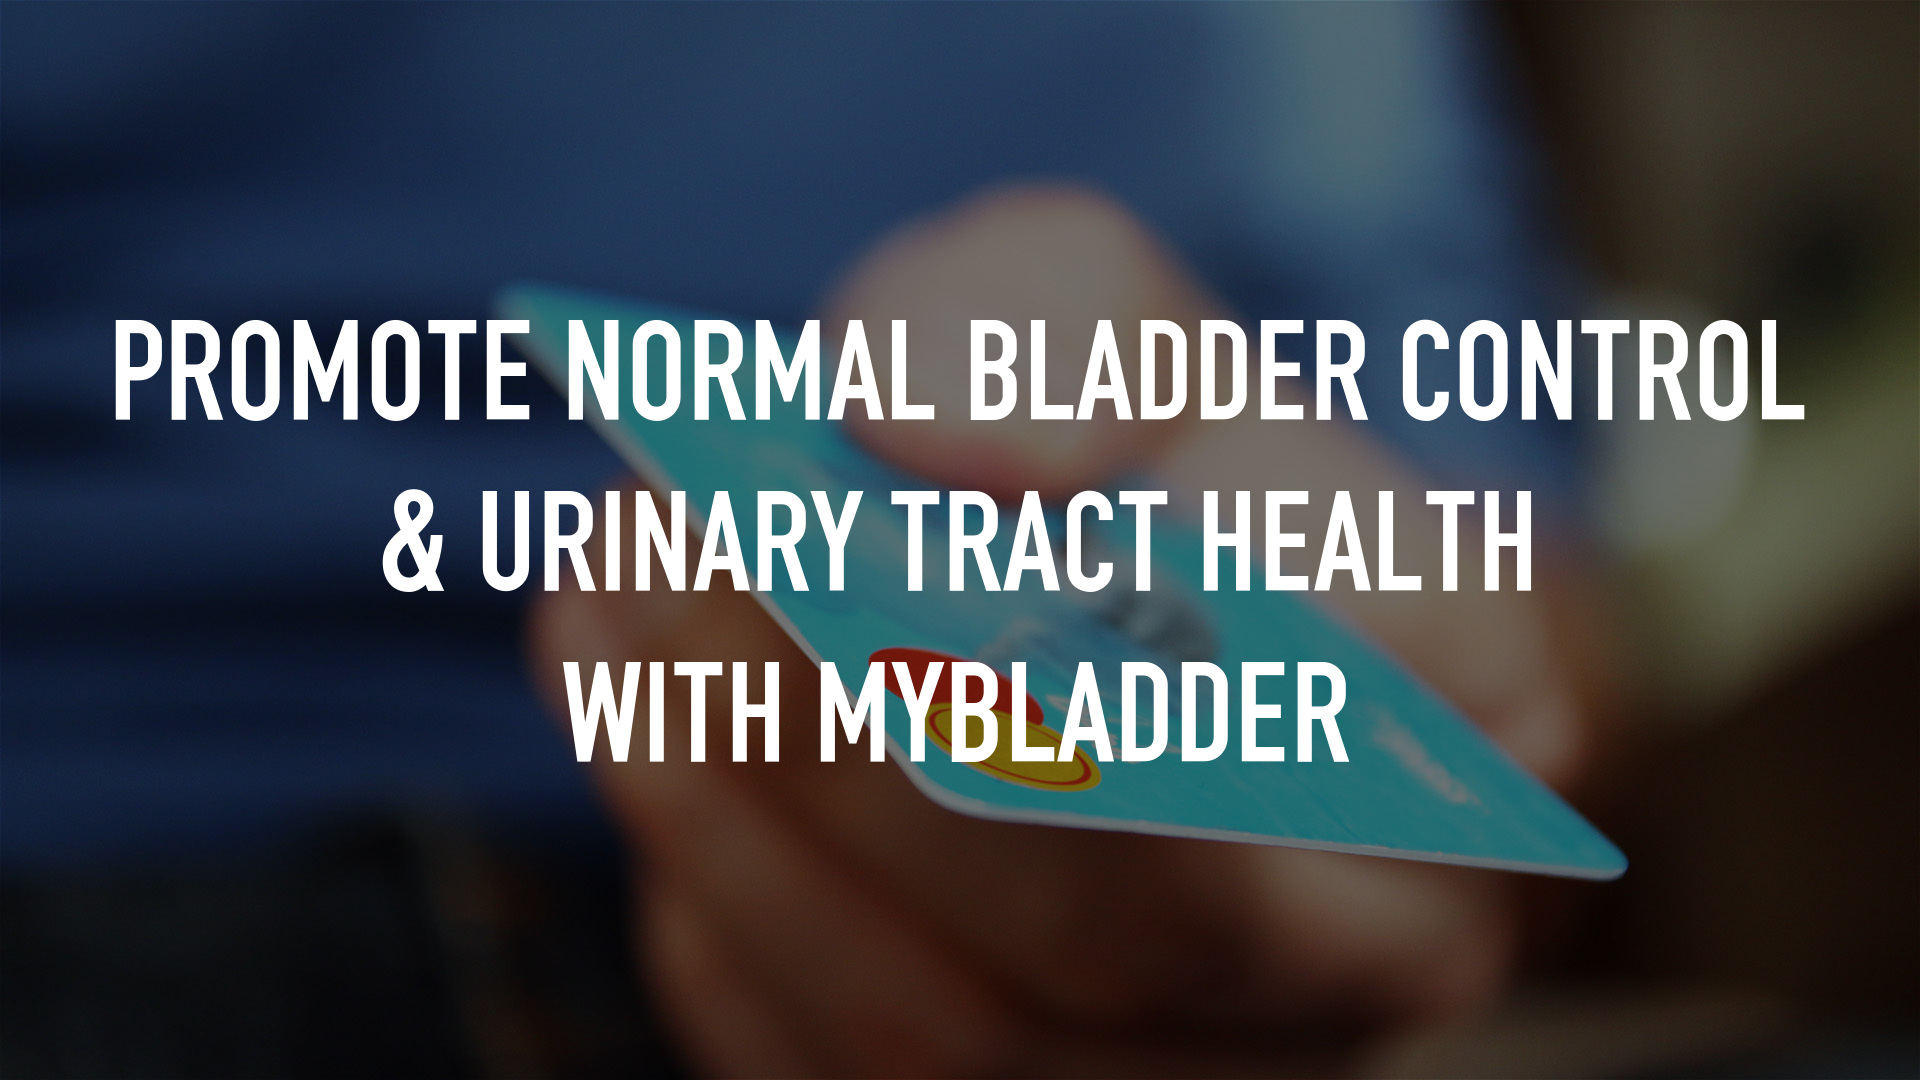 PROMOTE NORMAL BLADDER CONTROL
& URINARY TRACT HEALTH
WITH MYBLADDER